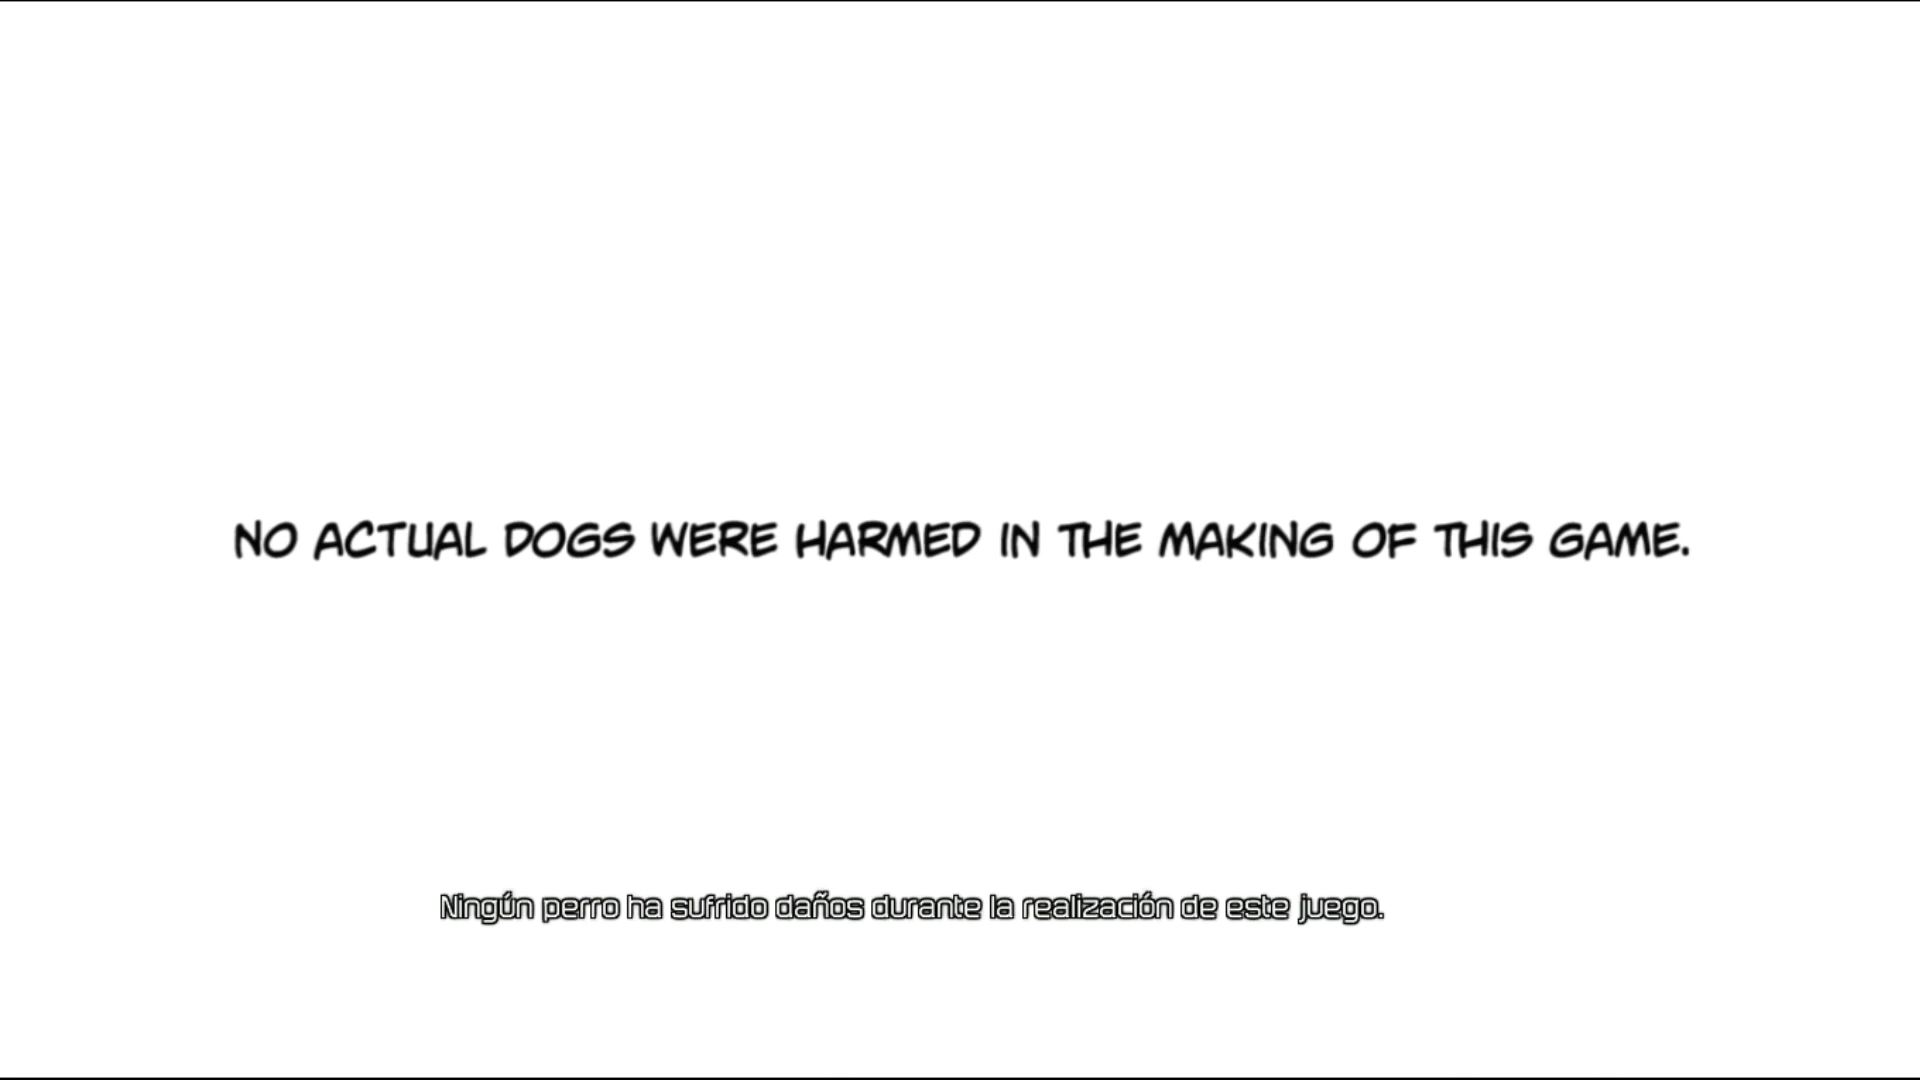 NO ACTUAL DOGS WERE HARMED IN THE MAKING OF THIS GAME.
Ningún perro ha sufrido daños durante la realización de este juego.